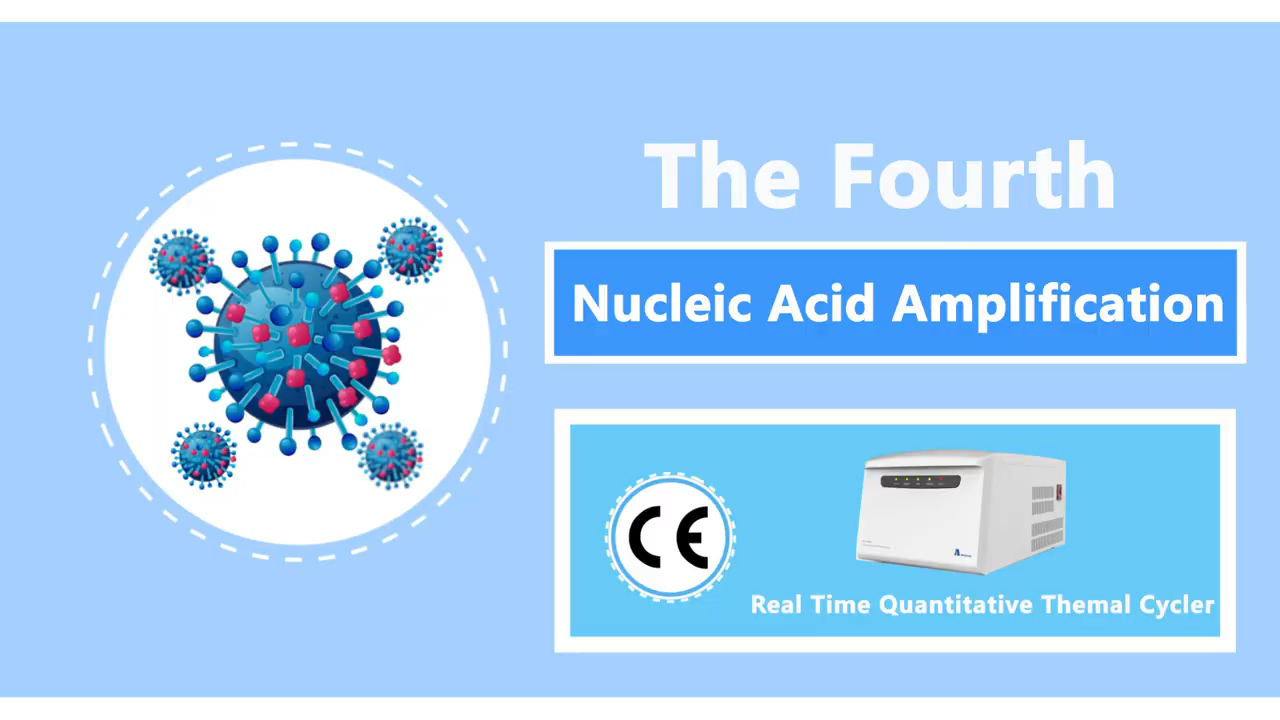 The Fourth
Nucleic Acid Amplification
CE
Real Time Quantitative Themal Cycler